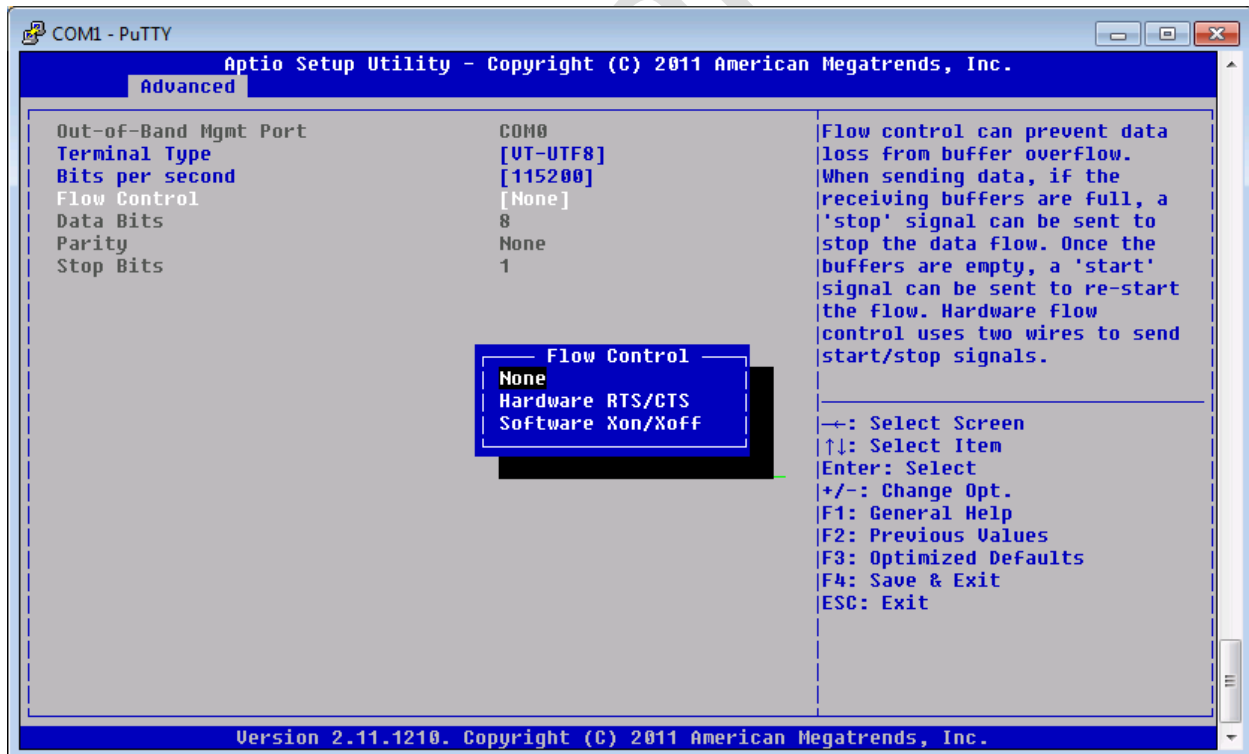 COM1 - PuTTY
Aptio Setup Utility – Copyright (C) 2011 American Megatrends, Inc.
Advanced
Out-of-Band Mgmt Port COM0
Terminal Type [VT-UTF8]
Bits per second [115200]
Flow Control [None]
Data Bits 8
Parity None
Stop Bits 1
Flow Control
None
Hardware RTS/CTS
Software Xon/Xoff
Flow control can prevent data
loss from buffer overflow.
When sending data, if the
receiving buffers are full, a
'stop' signal can be sent to
stop the data flow. Once the
buffers are empty, a 'start'
signal can be sent to re-start
the flow. Hardware flow
control uses two wires to send
start/stop signals.
→←: Select Screen
↑↓: Select Item
Enter: Select
+/-: Change Opt.
F1: General Help
F2: Previous Values
F3: Optimized Defaults
F4: Save & Exit
ESC: Exit
Version 2.11.1210. Copyright (C) 2011 American Megatrends, Inc.